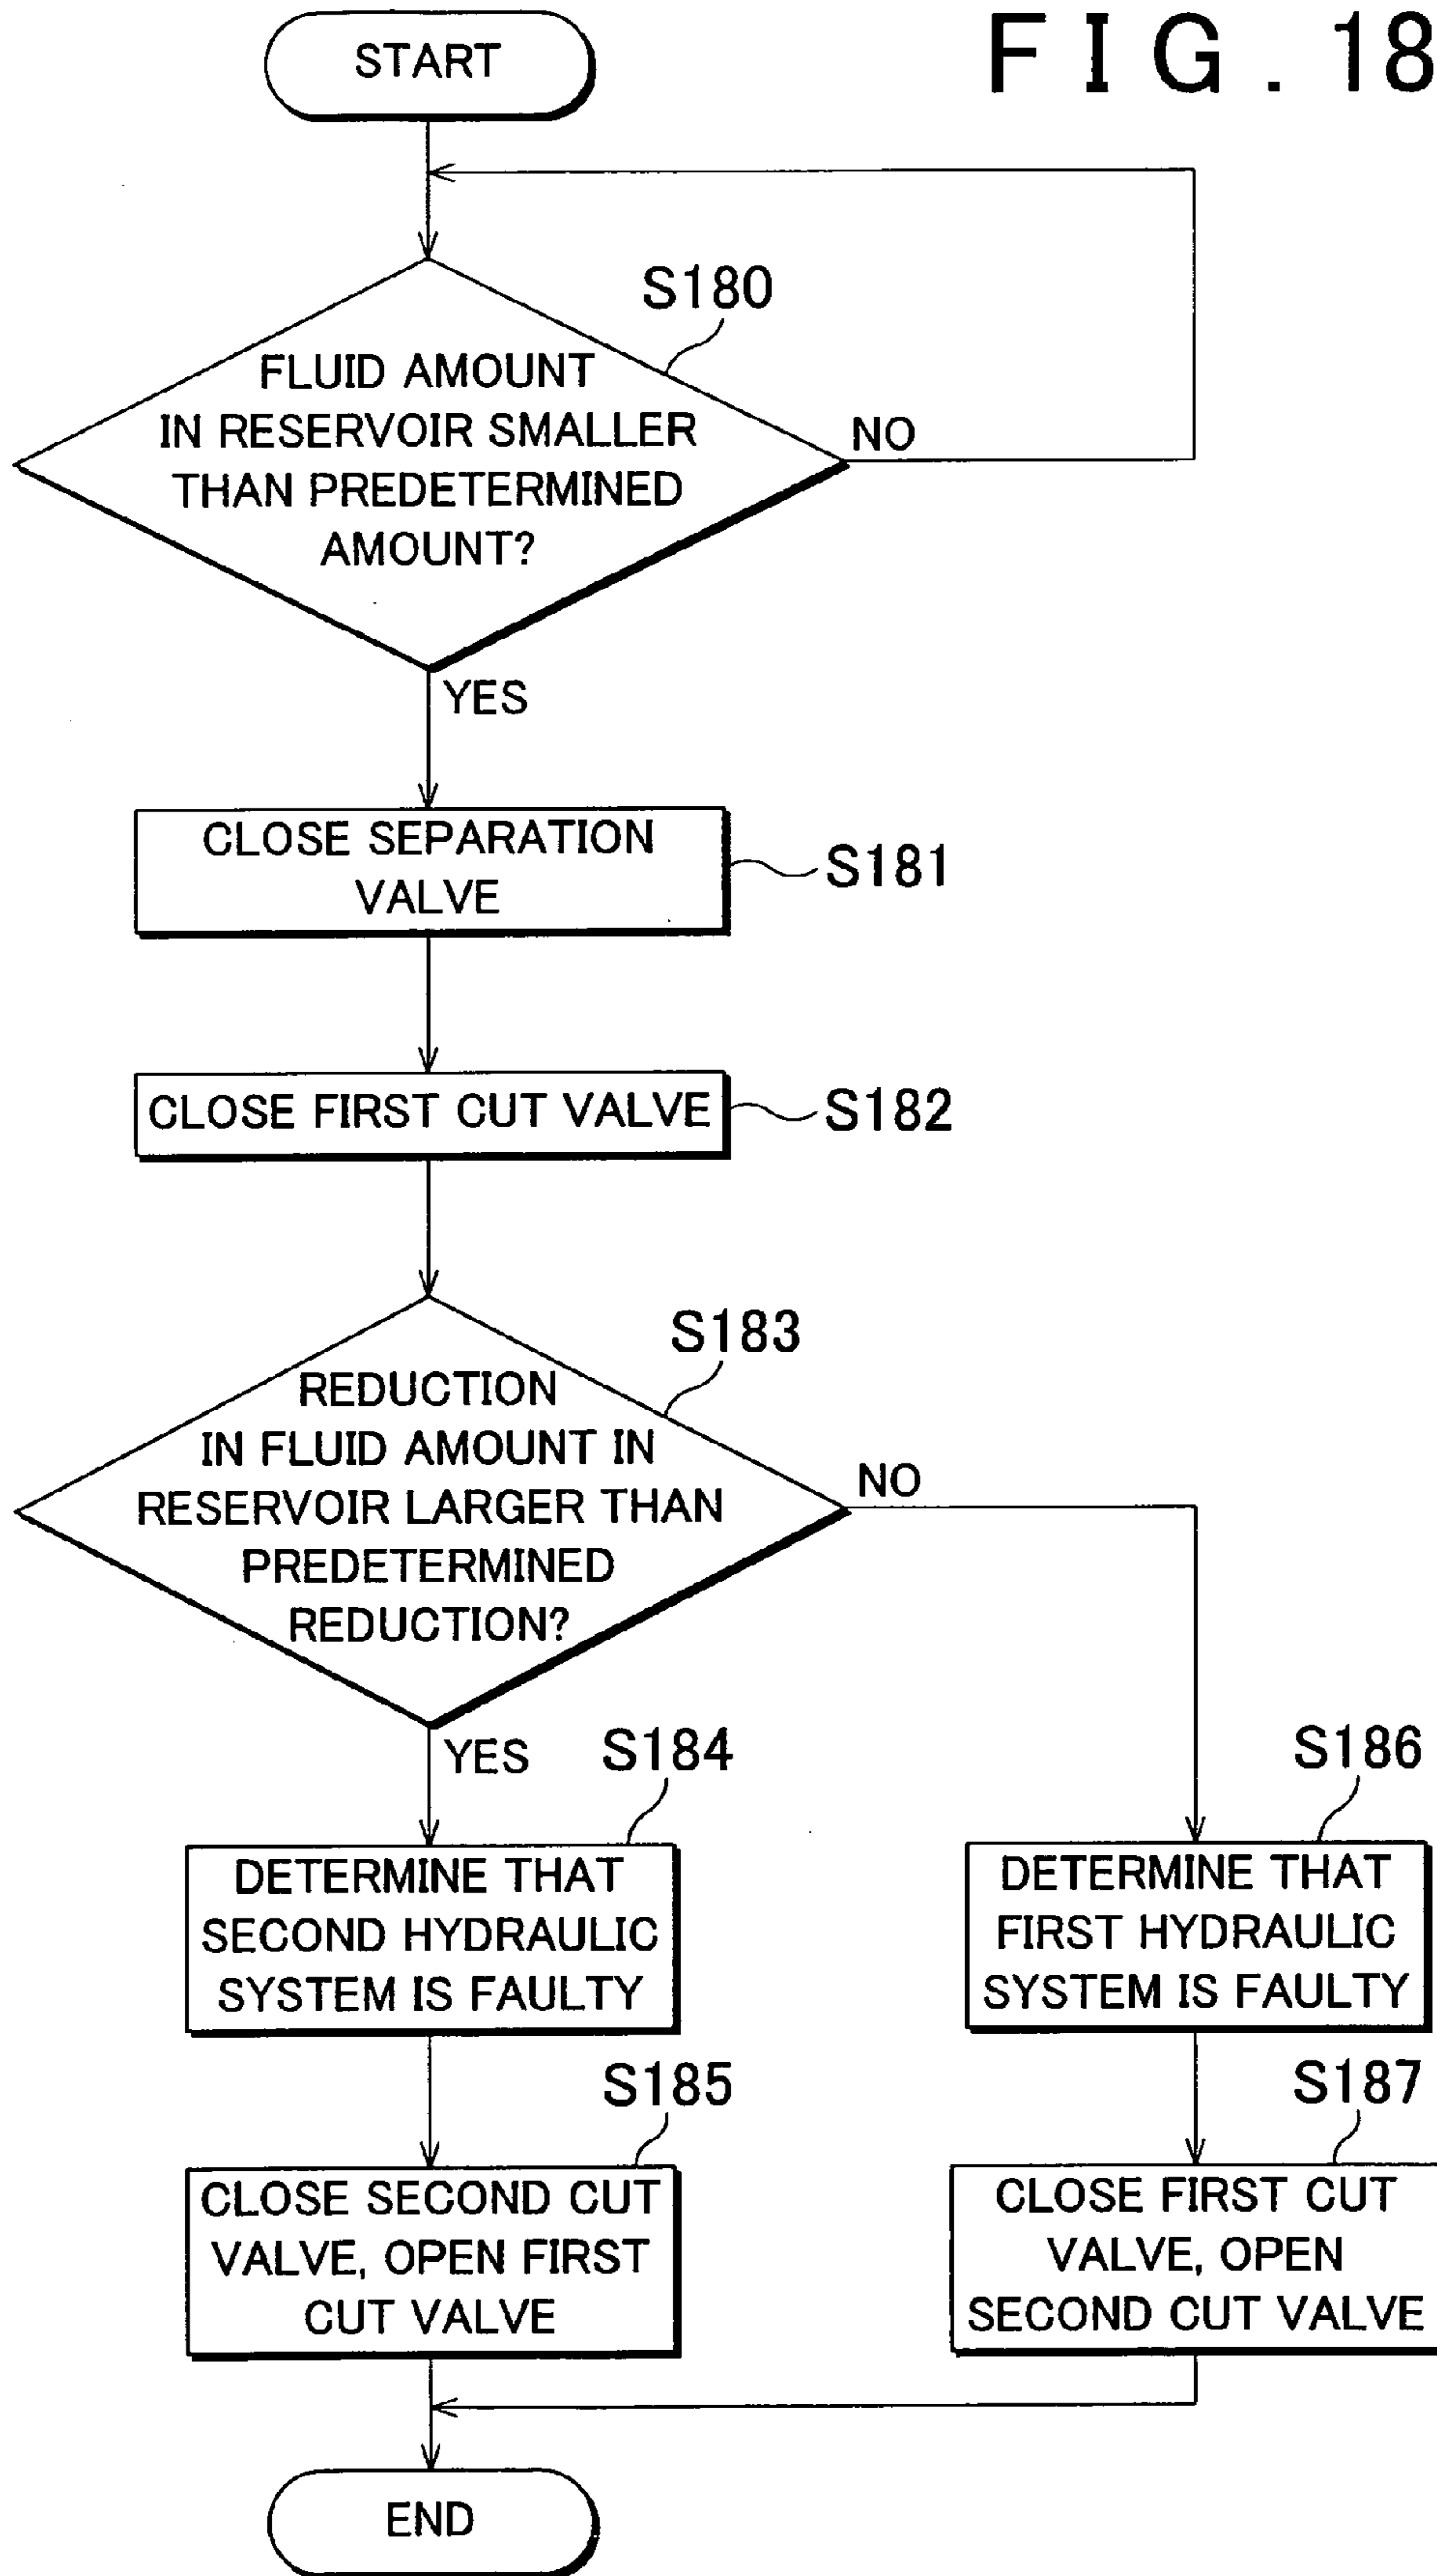 FIG. 18
START
S180
FLUID AMOUNT
IN RESERVOIR SMALLER
THAN PREDETERMINED
AMOUNT?
NO
YES
CLOSE SEPARATION
VALVE
S181
CLOSE FIRST CUT VALVE
S182
S183
REDUCTION
IN FLUID AMOUNT IN
RESERVOIR LARGER THAN
PREDETERMINED
REDUCTION?
NO
YES
S184
DETERMINE THAT
SECOND HYDRAULIC
SYSTEM IS FAULTY
S185
CLOSE SECOND CUT
VALVE, OPEN FIRST
CUT VALVE
S186
DETERMINE THAT
FIRST HYDRAULIC
SYSTEM IS FAULTY
S187
CLOSE FIRST CUT
VALVE, OPEN
SECOND CUT VALVE
END